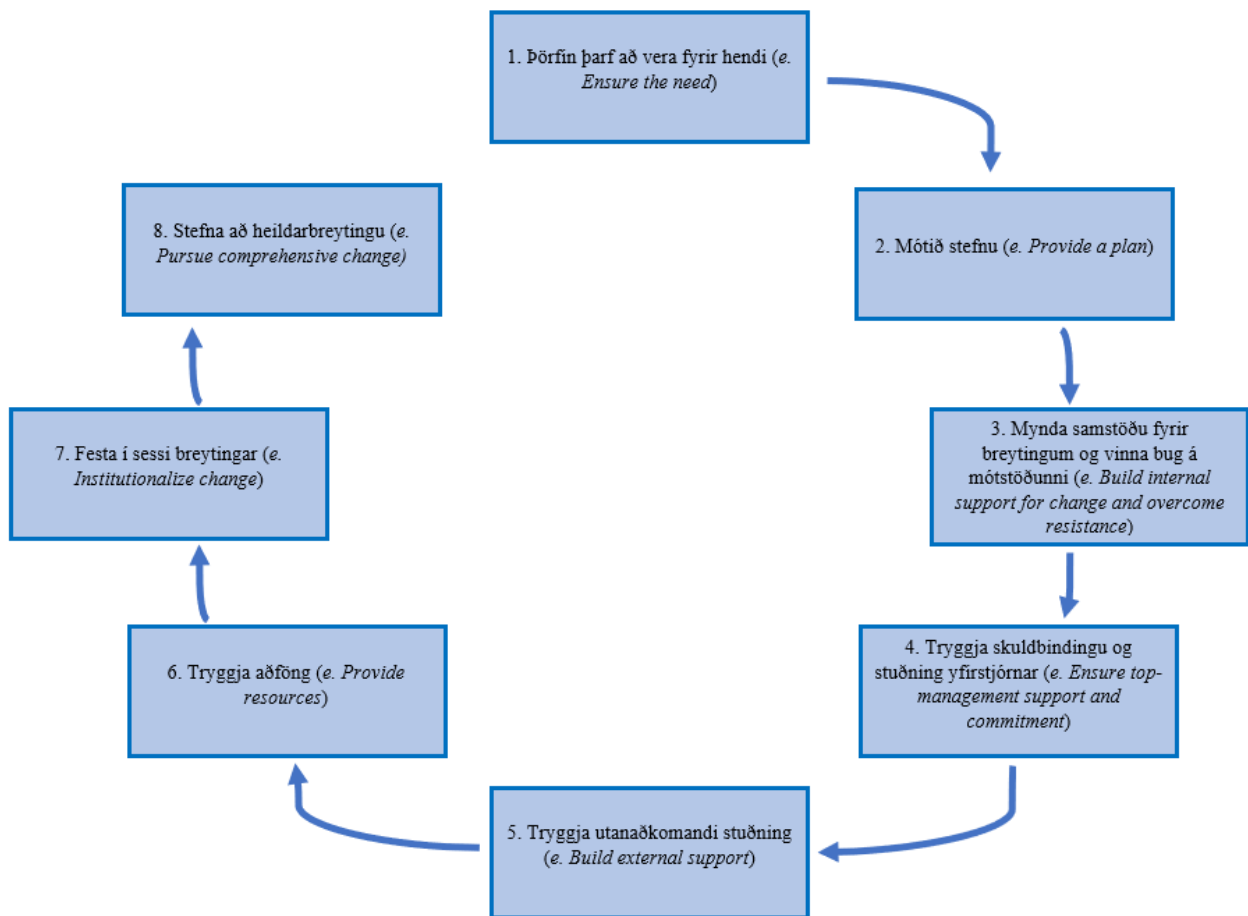 1. Þörfin þarf að vera fyrir hendi (e.
Ensure the need)
2. Mótið stefnu (e. Provide a plan)
3. Mynda samstöðu fyrir
breytingum og vinna bug á
mótstöðunni (e. Build internal
support for change and overcome
resistance)
4. Tryggja skuldbindingu og
stuðning yfirstjórnar (e. Ensure top-
management support and
commitment)
5. Tryggja utanaðkomandi stuðning
(e. Build external support)
6. Tryggja aðföng (e. Provide
resources)
7. Festa í sessi breytingar (e.
Institutionalize change)
8. Stefna að heildarbreytingu (e.
Pursue comprehensive change)